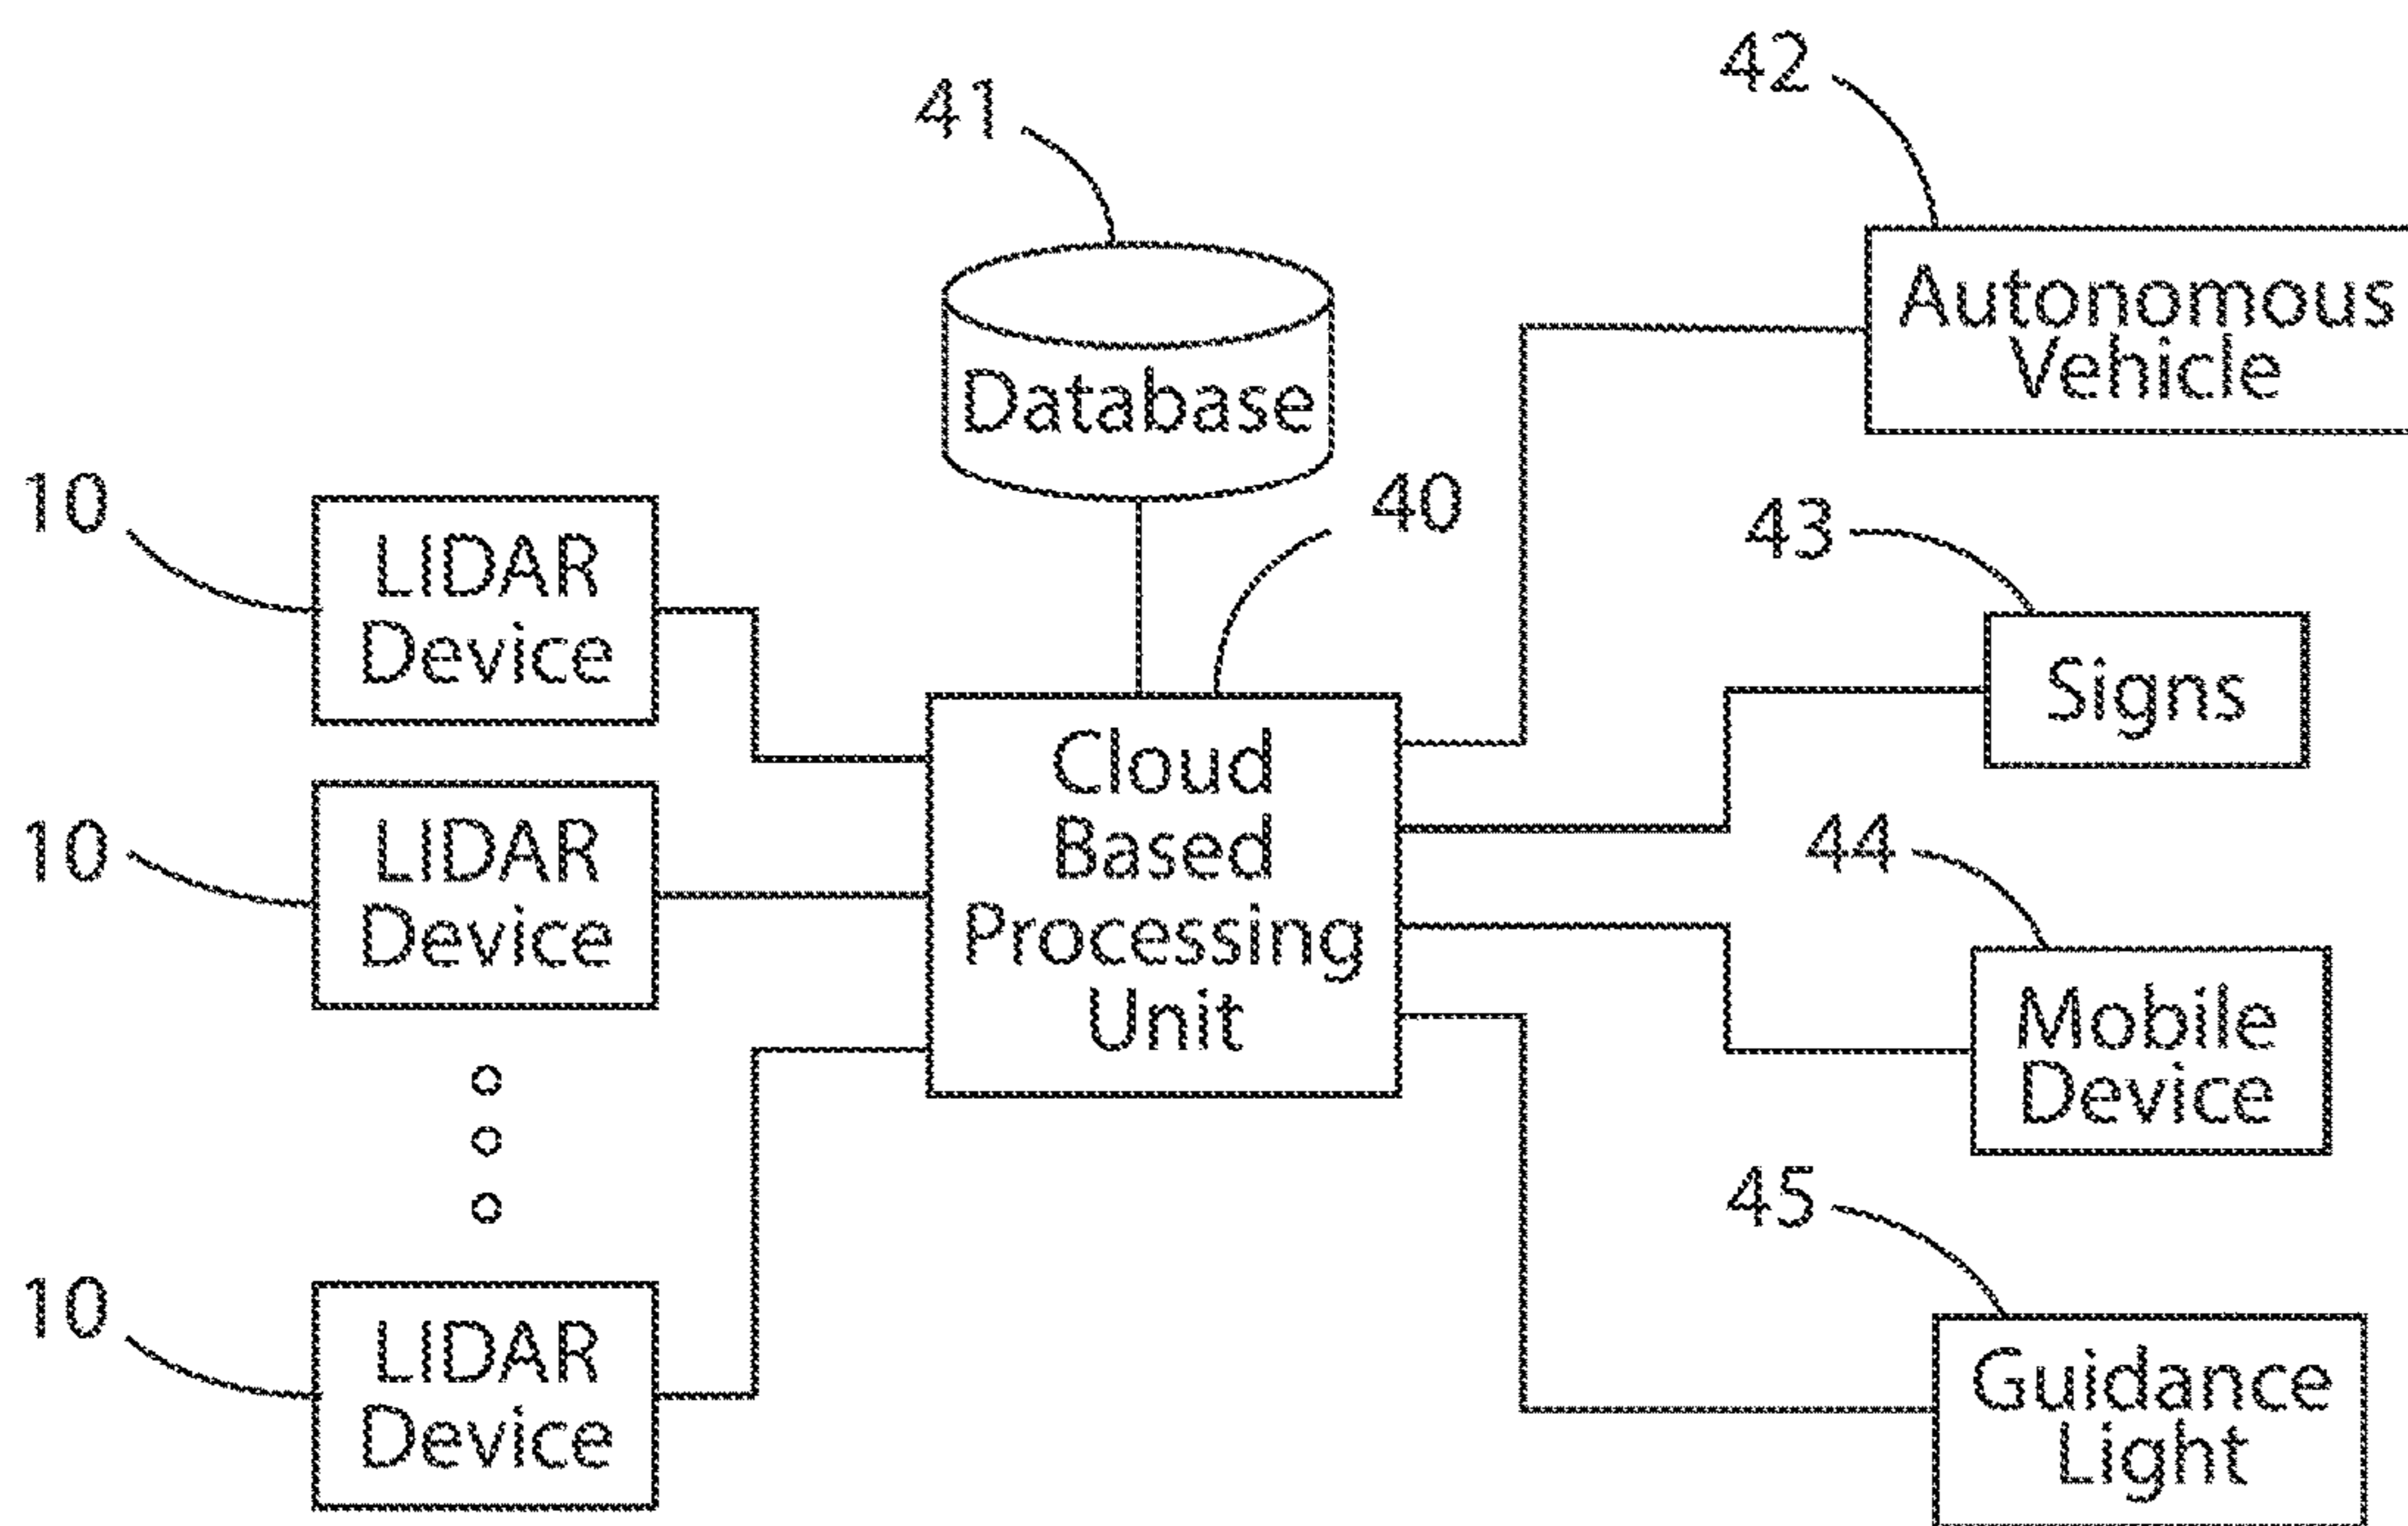 42
41
Autonomous
Vehicle
Database
10
40
43
LIDAR
Device
Signs
Cloud
Based
Processing
Unit
10
LIDAR
Device
44
Mobile
Device
45
10
LIDAR
Device
Guidance
Light